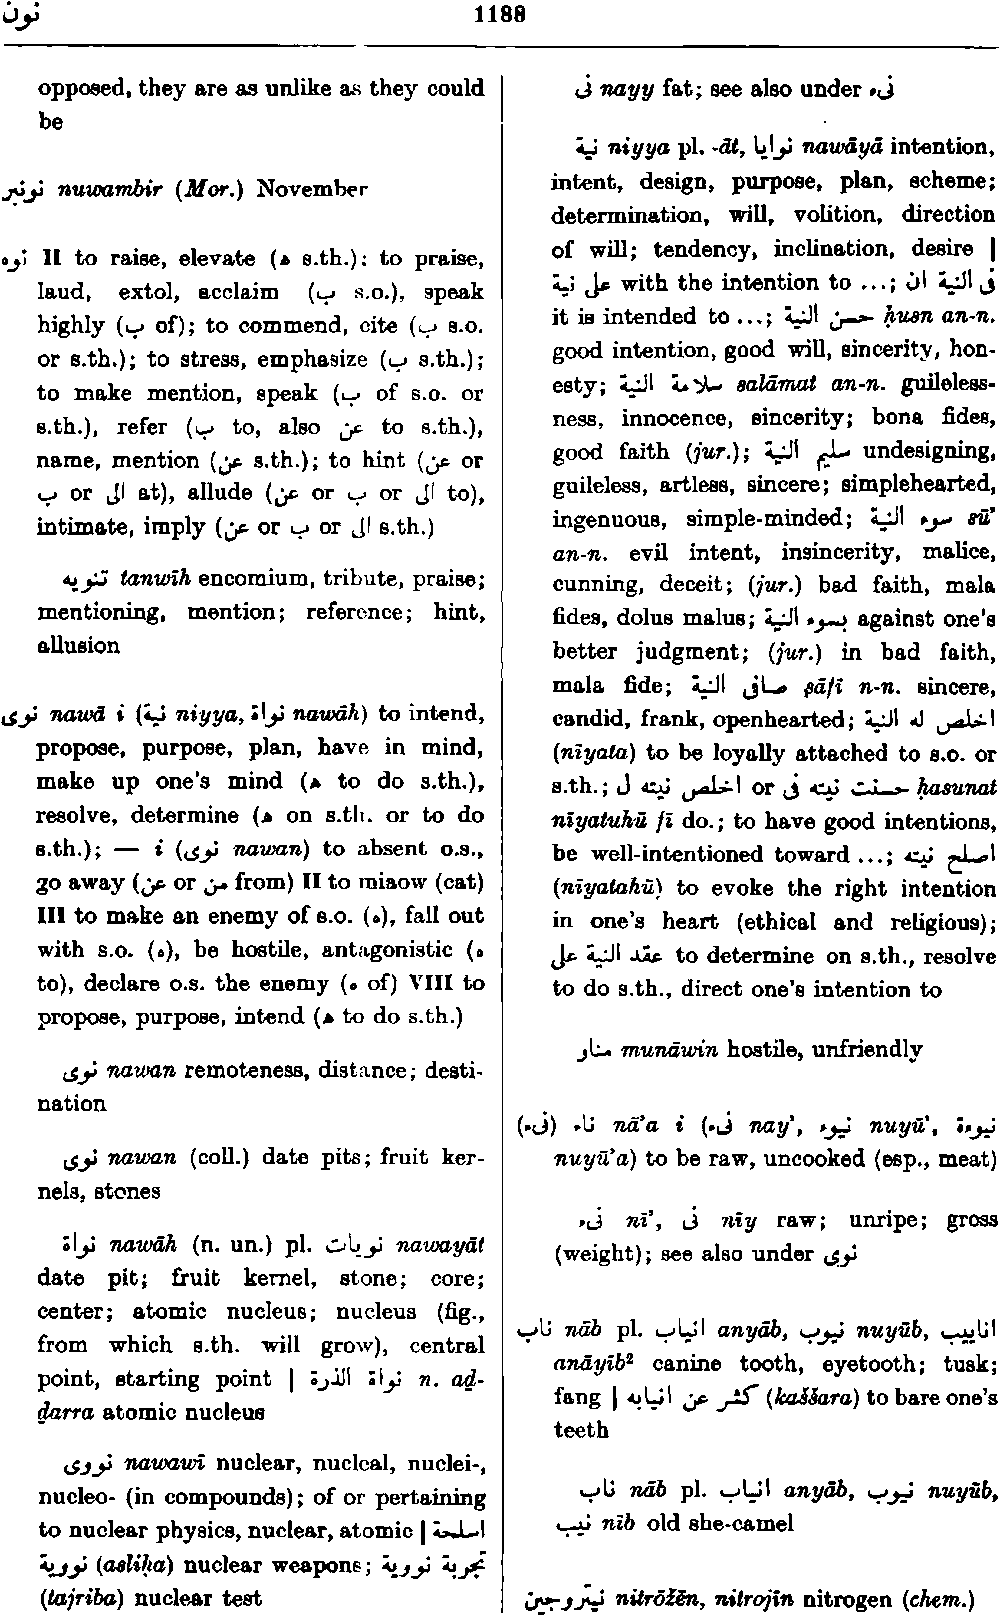 نون 1188
opposed, they are as unlike as they could
be
نونبر nuwambir (Mor.) November
نوه II to raise, elevate (ه s.th.); to praise,
laud, extol, acclaim (ب s.o.), speak
highly (ب of); to commend, cite (ب s.o.
or s.th.); to stress, emphasize (ب s.th.);
to make mention, speak (ب of s.o. or
s.th.), refer (ب to, also عن to s.th.),
name, mention (عن s.th.); to hint (عن or
ب or الى at), allude (عن or ب or الى to),
intimate, imply (عن or ب or الى s.th.)
تنويه tanwīh encomium, tribute, praise;
mentioning, mention; reference; hint,
allusion
نوى nawā i (نية niyya, نواة nawāh) to intend,
propose, purpose, plan, have in mind,
make up one's mind (ه to do s.th.),
resolve, determine (ه on s.th. or to do
s.th.); — i (نوى nawan) to absent o.s.,
go away (عن or من from) II to miaow (cat)
III to make an enemy of s.o. (ه), fall out
with s.o. (ه), be hostile, antagonistic (ه
to), declare o.s. the enemy (ه of) VIII to
propose, purpose, intend (ه to do s.th.)
نوى nawan remoteness, distance; desti-
nation
نوى nawan (coll.) date pits; fruit ker-
nels, stones
نواة nawāh (n. un.) pl. نويات nawayāt
date pit; fruit kernel, stone; core;
center; atomic nucleus; nucleus (fig.,
from which s.th. will grow), central
point, starting point | نواة الذرة n. aḏ-
ḏarra atomic nucleus
نووى nawawī nuclear, nucleal, nuclei-,
nucleo- (in compounds); of or pertaining
to nuclear physics, nuclear, atomic | اسلحة
نووية (asliḥa) nuclear weapons; تجربة نووية
(tajriba) nuclear test
نى nayy fat; see also under نىء
نية niyya pl. -āt, نوايا nawāyā intention,
intent, design, purpose, plan, scheme;
determination, will, volition, direction
of will; tendency, inclination, desire |
على نية with the intention to ...; فى النية ان
it is intended to ...; حسن النية ḥusn an-n.
good intention, good will, sincerity, hon-
esty; سلامة النية salāmat an-n. guileless-
ness, innocence, sincerity; bona fides,
good faith (jur.); سليم النية undesigning,
guileless, artless, sincere; simplehearted,
ingenuous, simple-minded; سوء النية sū'
an-n. evil intent, insincerity, malice,
cunning, deceit; (jur.) bad faith, mala
fides, dolus malus; بسوء النية against one's
better judgment; (jur.) in bad faith,
mala fide; صافى النية ṣāfī n-n. sincere,
candid, frank, openhearted; اخلص له النية
(nīyata) to be loyally attached to s.o. or
s.th.; اخلص نيته ل or حسنت نيته فى ḥasunat
nīyatuhū fī do.; to have good intentions,
be well-intentioned toward ...; اصلح نيته
(nīyatahū) to evoke the right intention
in one's heart (ethical and religious);
عقد النية على to determine on s.th., resolve
to do s.th., direct one's intention to
مناو munāwin hostile, unfriendly
(نىء) ناء nā'a i (نىء nay', نيوء nuyū', نيوءة
nuyū'a) to be raw, uncooked (esp., meat)
نىء nī', نى nīy raw; unripe; gross
(weight); see also under نوى
ناب nāb pl. انياب anyāb, نيوب nuyūb, اناييب
anāyīb² canine tooth, eyetooth; tusk;
fang | كشر عن انيابه (kaššara) to bare one's
teeth
ناب nāb pl. انياب anyāb, نيوب nuyūb,
نيب nīb old she-camel
نيتروجين nitrōžēn, nitrojīn nitrogen (chem.)